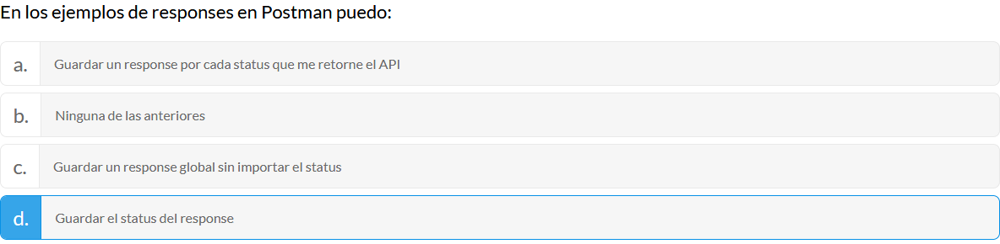 En los ejemplos de responses en Postman puedo:
a. Guardar un response por cada status que me retorne el API
b. Ninguna de las anteriores
c. Guardar un response global sin importar el status
d. Guardar el status del response